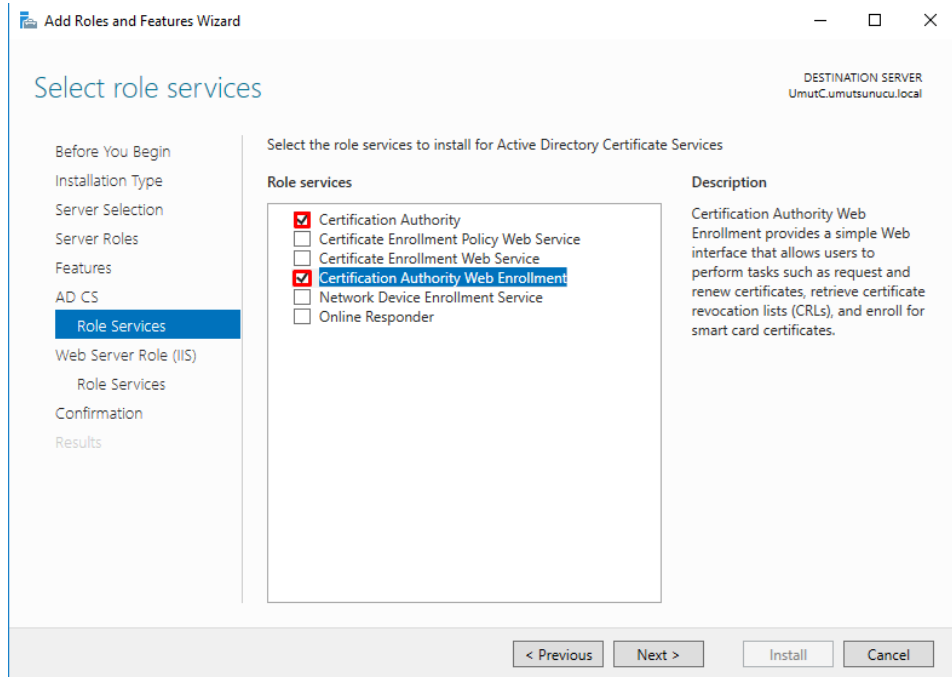 Add Roles and Features Wizard
Select role services
DESTINATION SERVER
UmutC.umutsunucu.local
Before You Begin
Installation Type
Server Selection
Server Roles
Features
AD CS
Role Services
Web Server Role (IIS)
Role Services
Confirmation
Results
Select the role services to install for Active Directory Certificate Services
Role services
Certification Authority
Certificate Enrollment Policy Web Service
Certificate Enrollment Web Service
Certification Authority Web Enrollment
Network Device Enrollment Service
Online Responder
Description
Certification Authority Web
Enrollment provides a simple Web
interface that allows users to
perform tasks such as request and
renew certificates, retrieve certificate
revocation lists (CRLs), and enroll for
smart card certificates.
< Previous
Next >
Install
Cancel